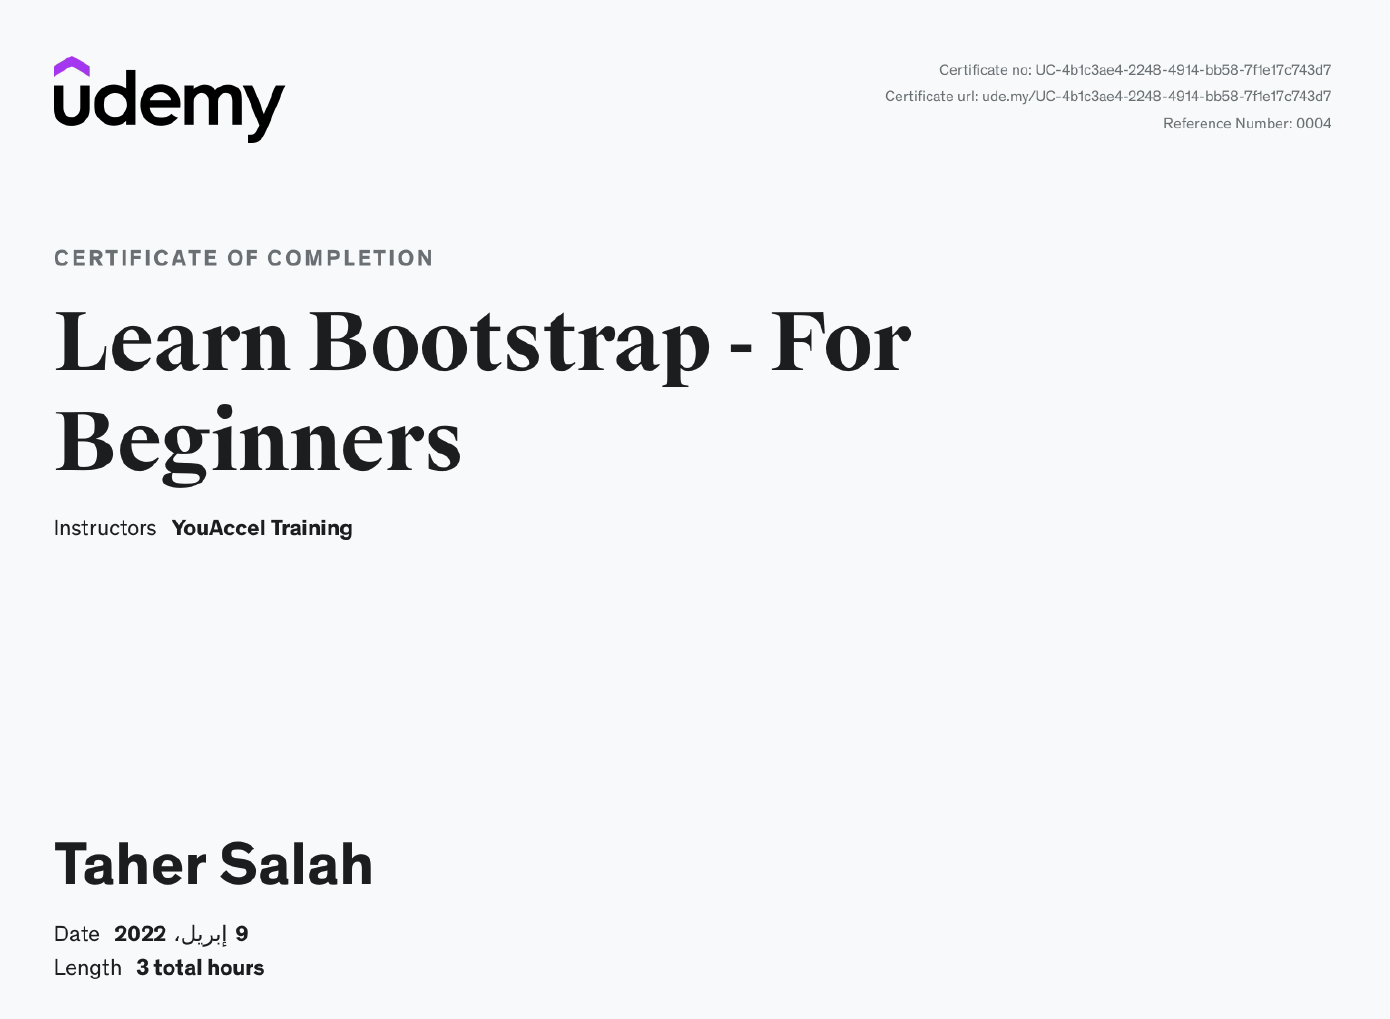 udemy
Certificate no: UC-4b1c3ae4-2248-4914-bb58-7f1e17c743d7
Certificate url: ude.my/UC-4b1c3ae4-2248-4914-bb58-7f1e17c743d7
Reference Number: 0004
CERTIFICATE OF COMPLETION
Learn Bootstrap - For
Beginners
Instructors YouAccel Training
Taher Salah
Date 9 إبريل، 2022
Length 3 total hours